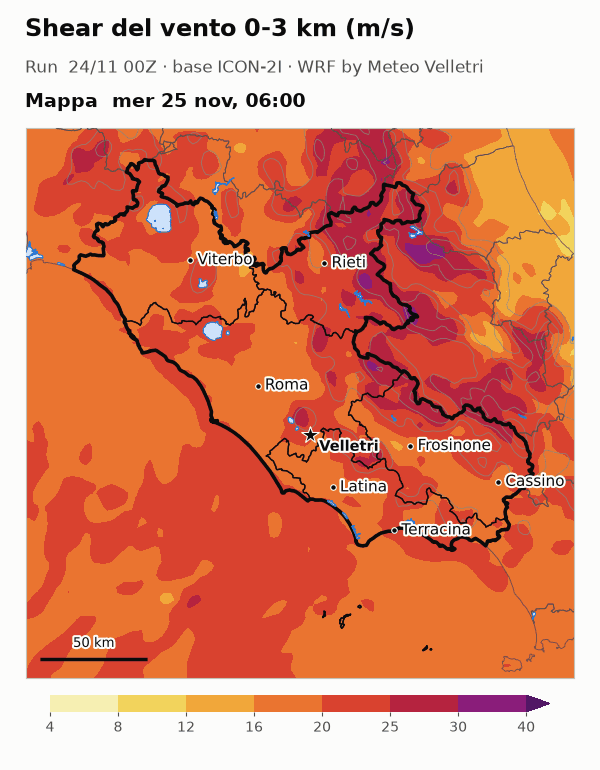 Shear del vento 0-3 km (m/s)
Run  24/11 00Z · base ICON-2I · WRF by Meteo Velletri
Mappa  mer 25 nov, 06:00
Viterbo
Rieti
Roma
Velletri
Frosinone
Cassino
Latina
Terracina
50 km
4 8 12 16 20 25 30 40